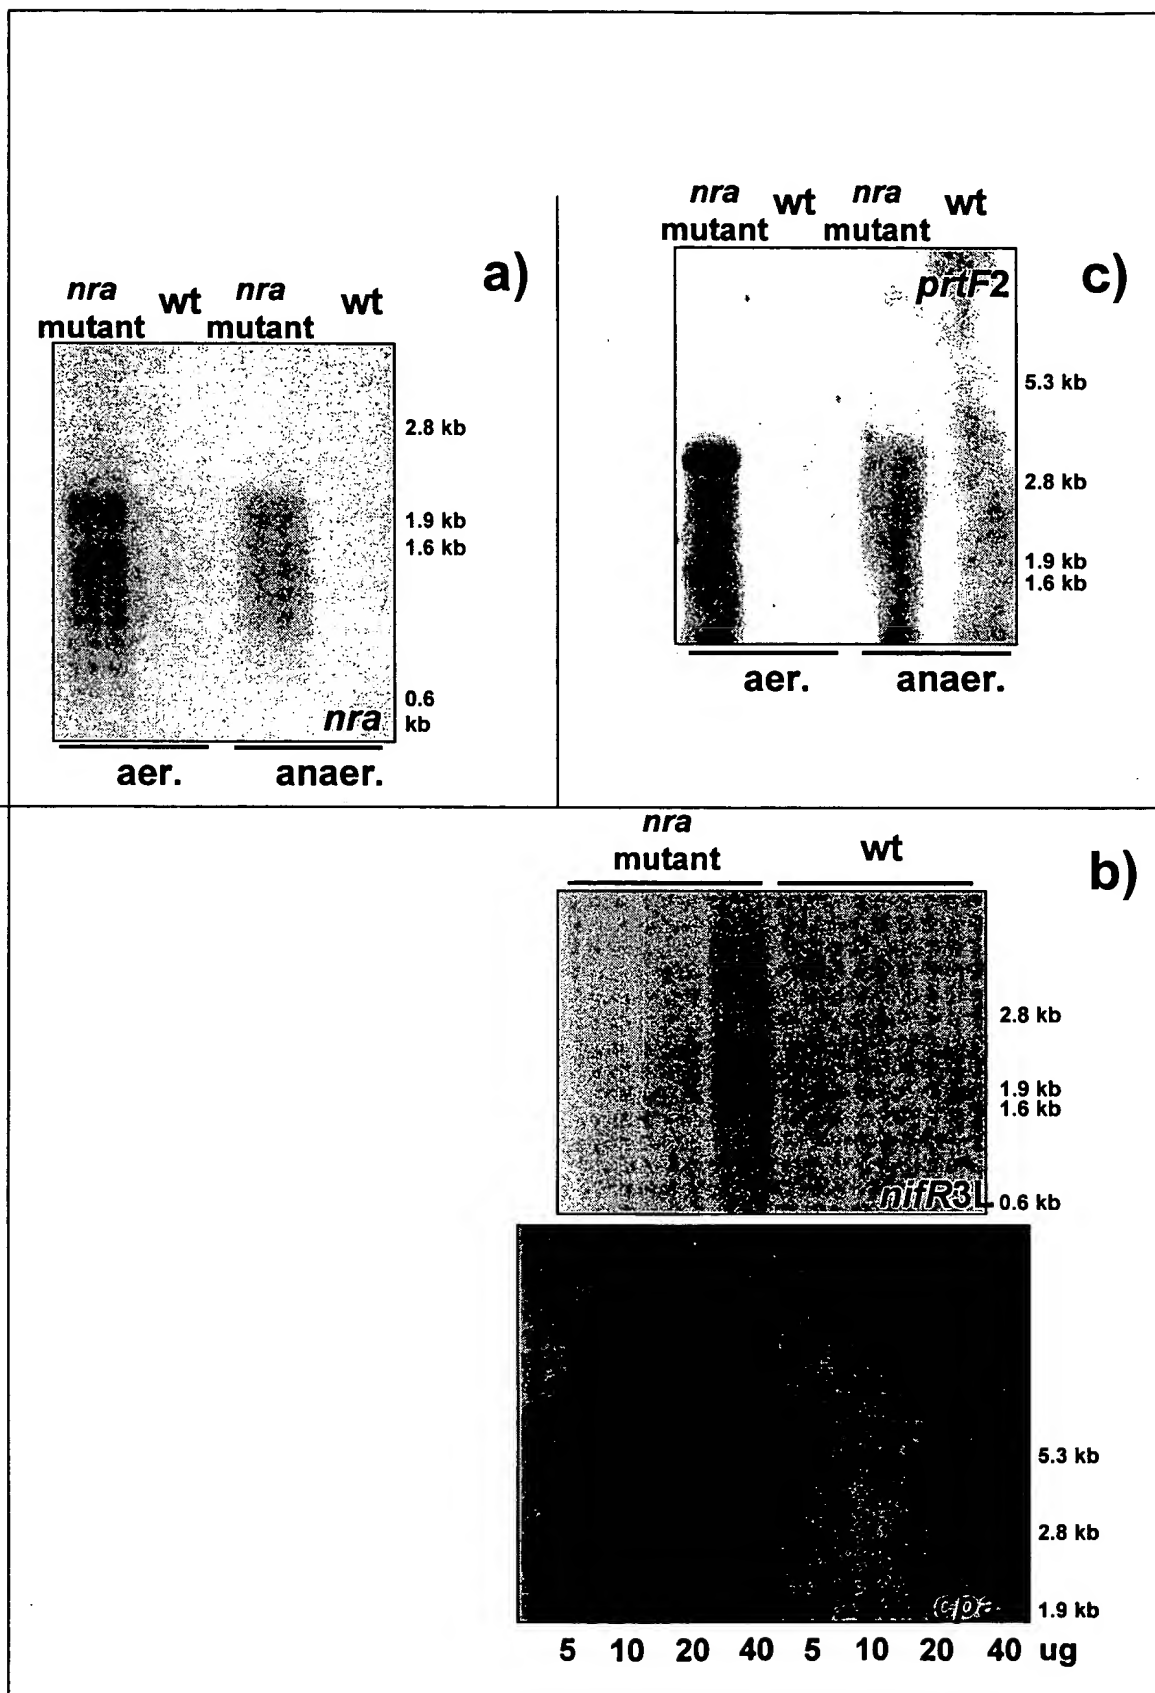 a)
nra wt nra wt
mutant mutant
2.8 kb
1.9 kb
1.6 kb
0.6
kb
nra
aer. anaer.
c)
nra wt nra wt
mutant mutant
prtF2
5.3 kb
2.8 kb
1.9 kb
1.6 kb
aer. anaer.
b)
nra
mutant wt
2.8 kb
1.9 kb
1.6 kb
nifR3L 0.6 kb
5.3 kb
2.8 kb
cpa 1.9 kb
5 10 20 40 5 10 20 40 ug